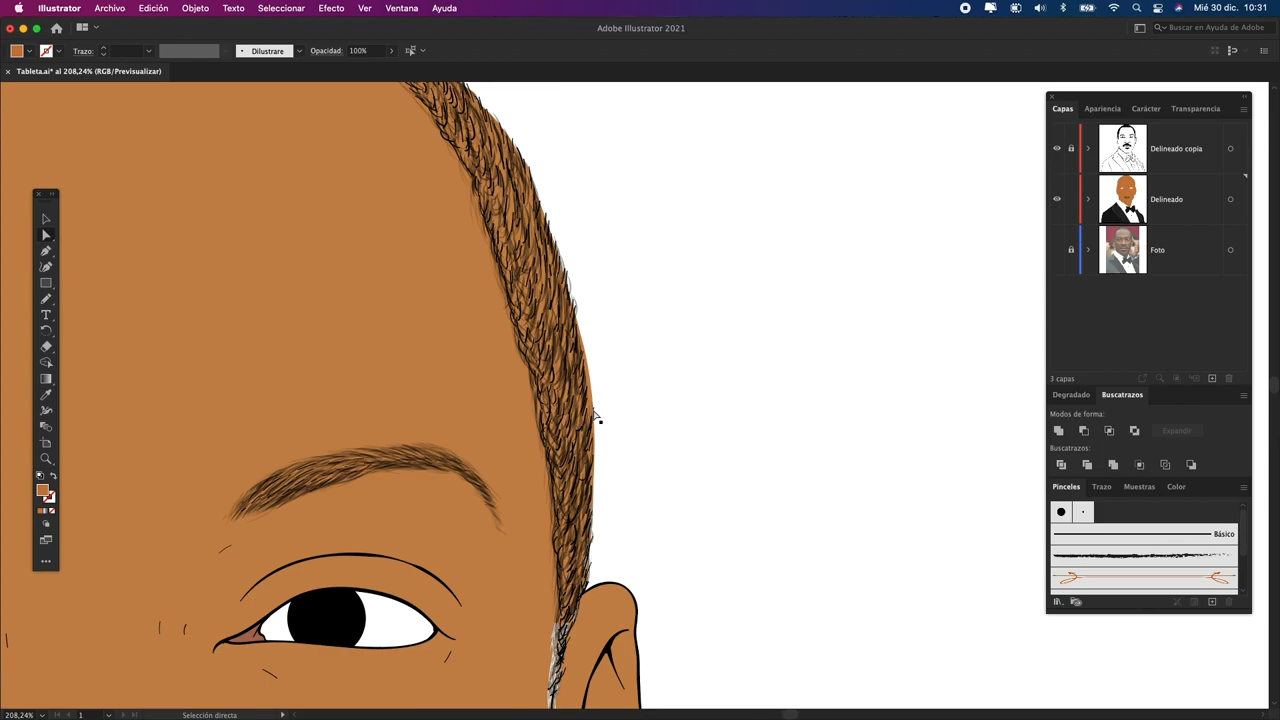 Illustrator Archivo Edición Objeto Texto Seleccionar Efecto Ver Ventana Ayuda Mié 30 dic. 10:31
Adobe Illustrator 2021
Buscar en Ayuda de Adobe
Trazo: Dilustrare Opacidad: 100%
Tableta.ai* al 208,24% (RGB/Previsualizar)
Capas Apariencia Carácter Transparencia
Delineado copia
Delineado
Foto
3 capas
Degradado Buscatrazos
Modos de forma:
Expandir
Buscatrazos:
Pinceles Trazo Muestras Color
Básico
208,24% 1 Selección directa